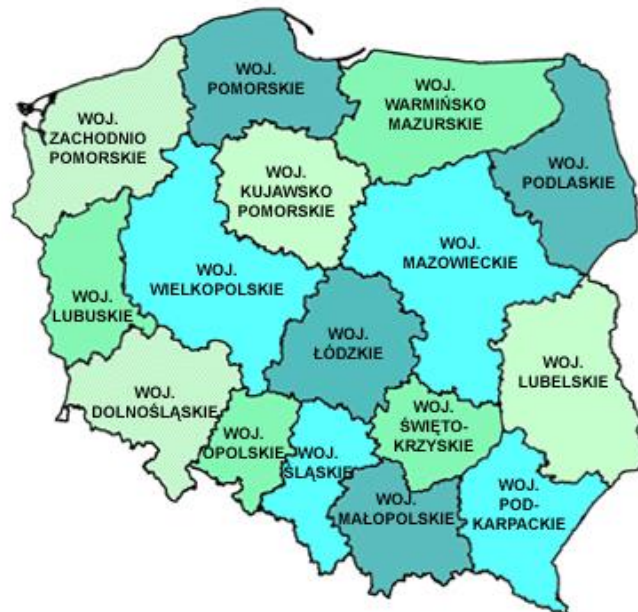 WOJ.
POMORSKIE
WOJ.
ZACHODNIO
POMORSKIE
WOJ.
WARMIŃSKO
MAZURSKIE
WOJ.
PODLASKIE
WOJ.
KUJAWSKO
POMORSKIE
WOJ.
MAZOWIECKIE
WOJ.
WIELKOPOLSKIE
WOJ.
LUBUSKIE
WOJ.
ŁÓDZKIE
WOJ.
LUBELSKIE
WOJ.
DOLNOŚLĄSKIE
WOJ.
OPOLSKIE
WOJ.
ŚLĄSKIE
WOJ.
ŚWIĘTO-
KRZYSKIE
WOJ.
MAŁOPOLSKIE
WOJ.
POD-
KARPACKIE